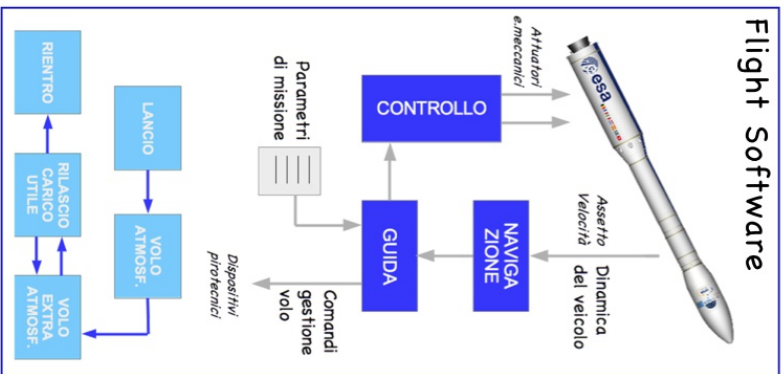 Flight Software
esa
Attuatori
e.meccanici
CONTROLLO
Assetto
Velocità
Dinamica
del veicolo
NAVIGA
ZIONE
GUIDA
Parametri
di missione
Comandi
gestione
volo
Dispositivi
pirotecnici
LANCIO
VOLO
ATMOSF.
VOLO
EXTRA
ATMOSF.
RILASCIO
CARICO
UTILE
RIENTRO